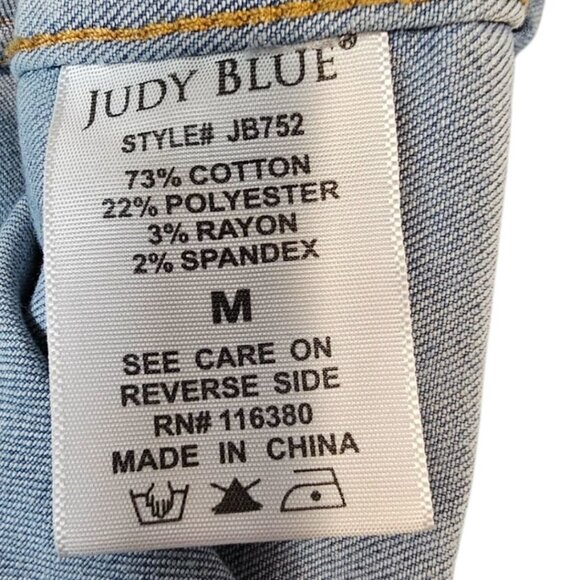 JUDY BLUE®
STYLE# JB752
73% COTTON
22% POLYESTER
3% RAYON
2% SPANDEX
M
SEE CARE ON
REVERSE SIDE
RN# 116380
MADE IN CHINA